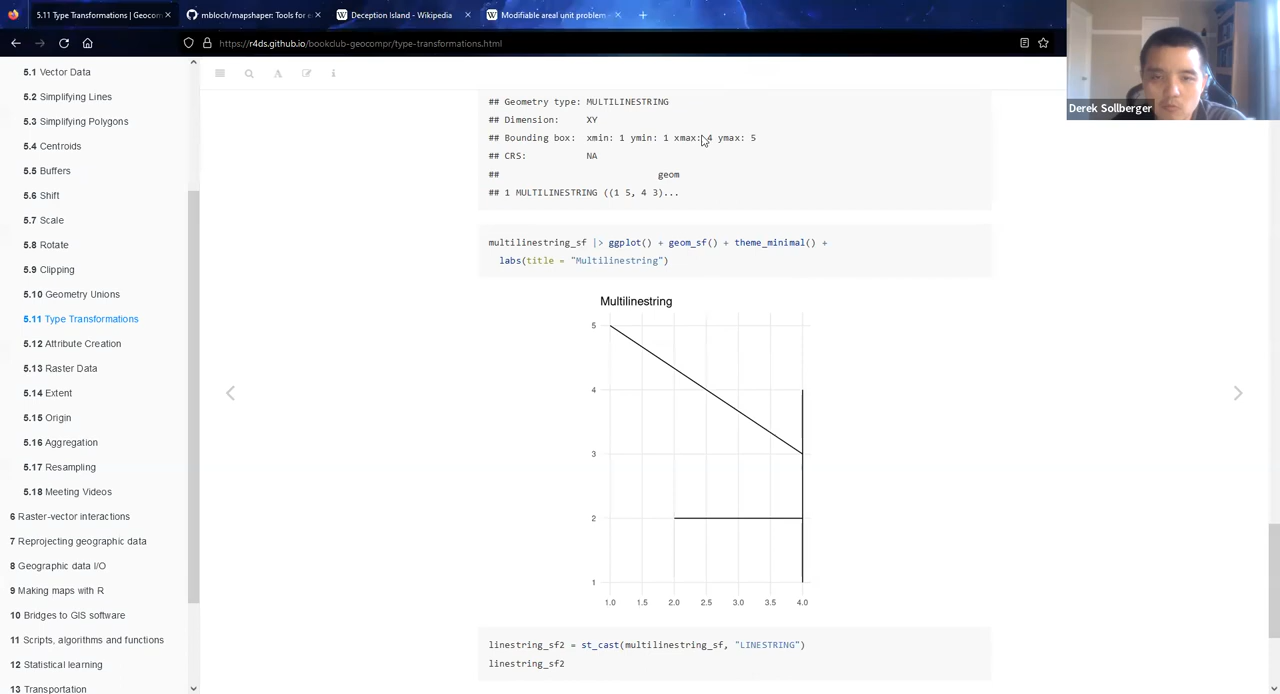 5.11 Type Transformations | Geocom
mbloch/mapshaper: Tools for e
Deception Island - Wikipedia
Modifiable areal unit problem -
https://r4ds.github.io/bookclub-geocompr/type-transformations.html
Derek Sollberger
5.1 Vector Data
5.2 Simplifying Lines
5.3 Simplifying Polygons
5.4 Centroids
5.5 Buffers
5.6 Shift
5.7 Scale
5.8 Rotate
5.9 Clipping
5.10 Geometry Unions
5.11 Type Transformations
5.12 Attribute Creation
5.13 Raster Data
5.14 Extent
5.15 Origin
5.16 Aggregation
5.17 Resampling
5.18 Meeting Videos
6 Raster-vector interactions
7 Reprojecting geographic data
8 Geographic data I/O
9 Making maps with R
10 Bridges to GIS software
11 Scripts, algorithms and functions
12 Statistical learning
13 Transportation
## Geometry type: MULTILINESTRING
## Dimension: XY
## Bounding box: xmin: 1 ymin: 1 xmax: 4 ymax: 5
## CRS: NA
## geom
## 1 MULTILINESTRING ((1 5, 4 3)...
multilinestring_sf |> ggplot() + geom_sf() + theme_minimal() +
labs(title = "Multilinestring")
Multilinestring
5
4
3
2
1
1.0 1.5 2.0 2.5 3.0 3.5 4.0
linestring_sf2 = st_cast(multilinestring_sf, "LINESTRING")
linestring_sf2